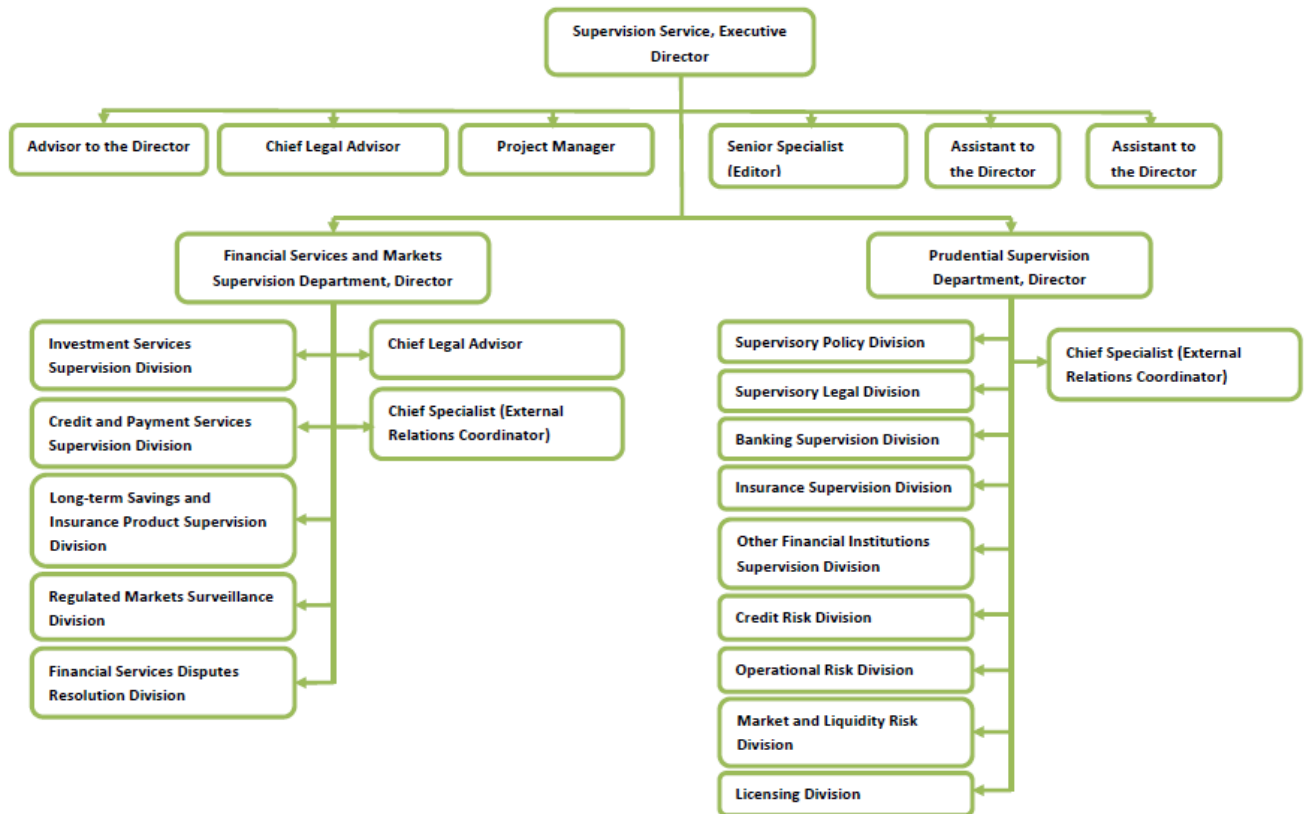 Supervision Service, Executive
Director
Advisor to the Director
Chief Legal Advisor
Project Manager
Senior Specialist
(Editor)
Assistant to
the Director
Assistant to
the Director
Financial Services and Markets
Supervision Department, Director
Prudential Supervision
Department, Director
Investment Services
Supervision Division
Chief Legal Advisor
Credit and Payment Services
Supervision Division
Chief Specialist (External
Relations Coordinator)
Long-term Savings and
Insurance Product Supervision
Division
Regulated Markets Surveillance
Division
Financial Services Disputes
Resolution Division
Supervisory Policy Division
Chief Specialist (External
Relations Coordinator)
Supervisory Legal Division
Banking Supervision Division
Insurance Supervision Division
Other Financial Institutions
Supervision Division
Credit Risk Division
Operational Risk Division
Market and Liquidity Risk
Division
Licensing Division